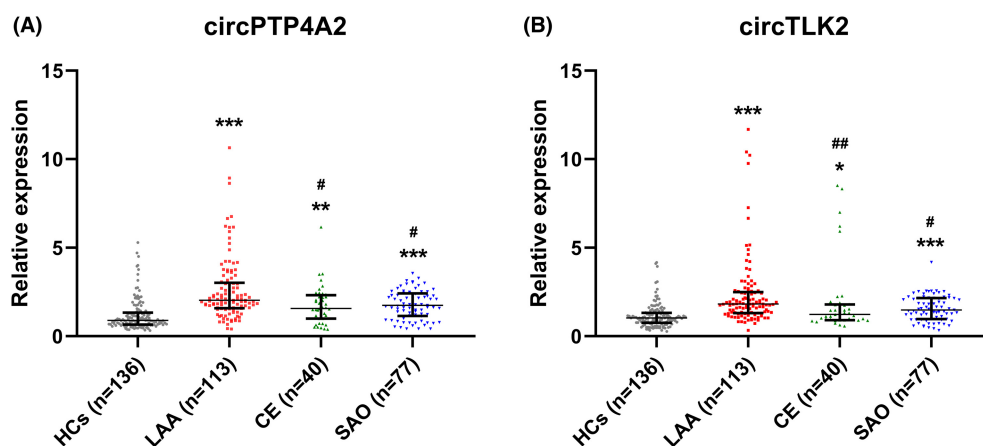 (A)
circPTP4A2
Relative expression
15
10
5
0
***
#
**
#
***
HCs (n=136)
LAA (n=113)
CE (n=40)
SAO (n=77)
(B)
circTLK2
Relative expression
15
10
5
0
***
##
*
#
***
HCs (n=136)
LAA (n=113)
CE (n=40)
SAO (n=77)